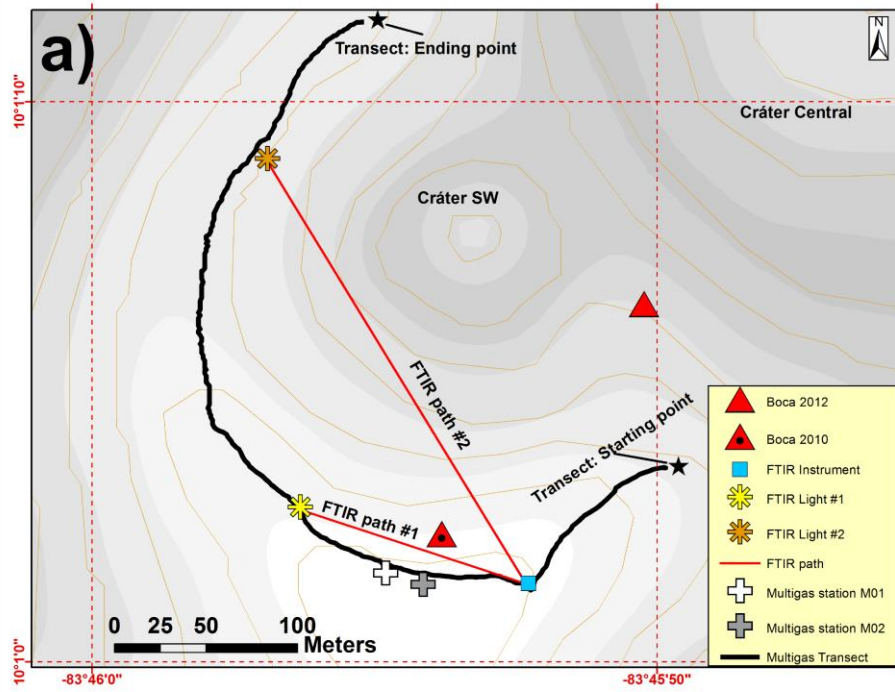 a)
Transect: Ending point
N
10°1'10"
Cráter Central
Cráter SW
FTIR path #2
Transect: Starting point
FTIR path #1
Boca 2012
Boca 2010
FTIR Instrument
FTIR Light #1
FTIR Light #2
FTIR path
Multigas station M01
Multigas station M02
Multigas Transect
0 25 50 100
Meters
10°1'0"
-83°46'0"
-83°45'50"